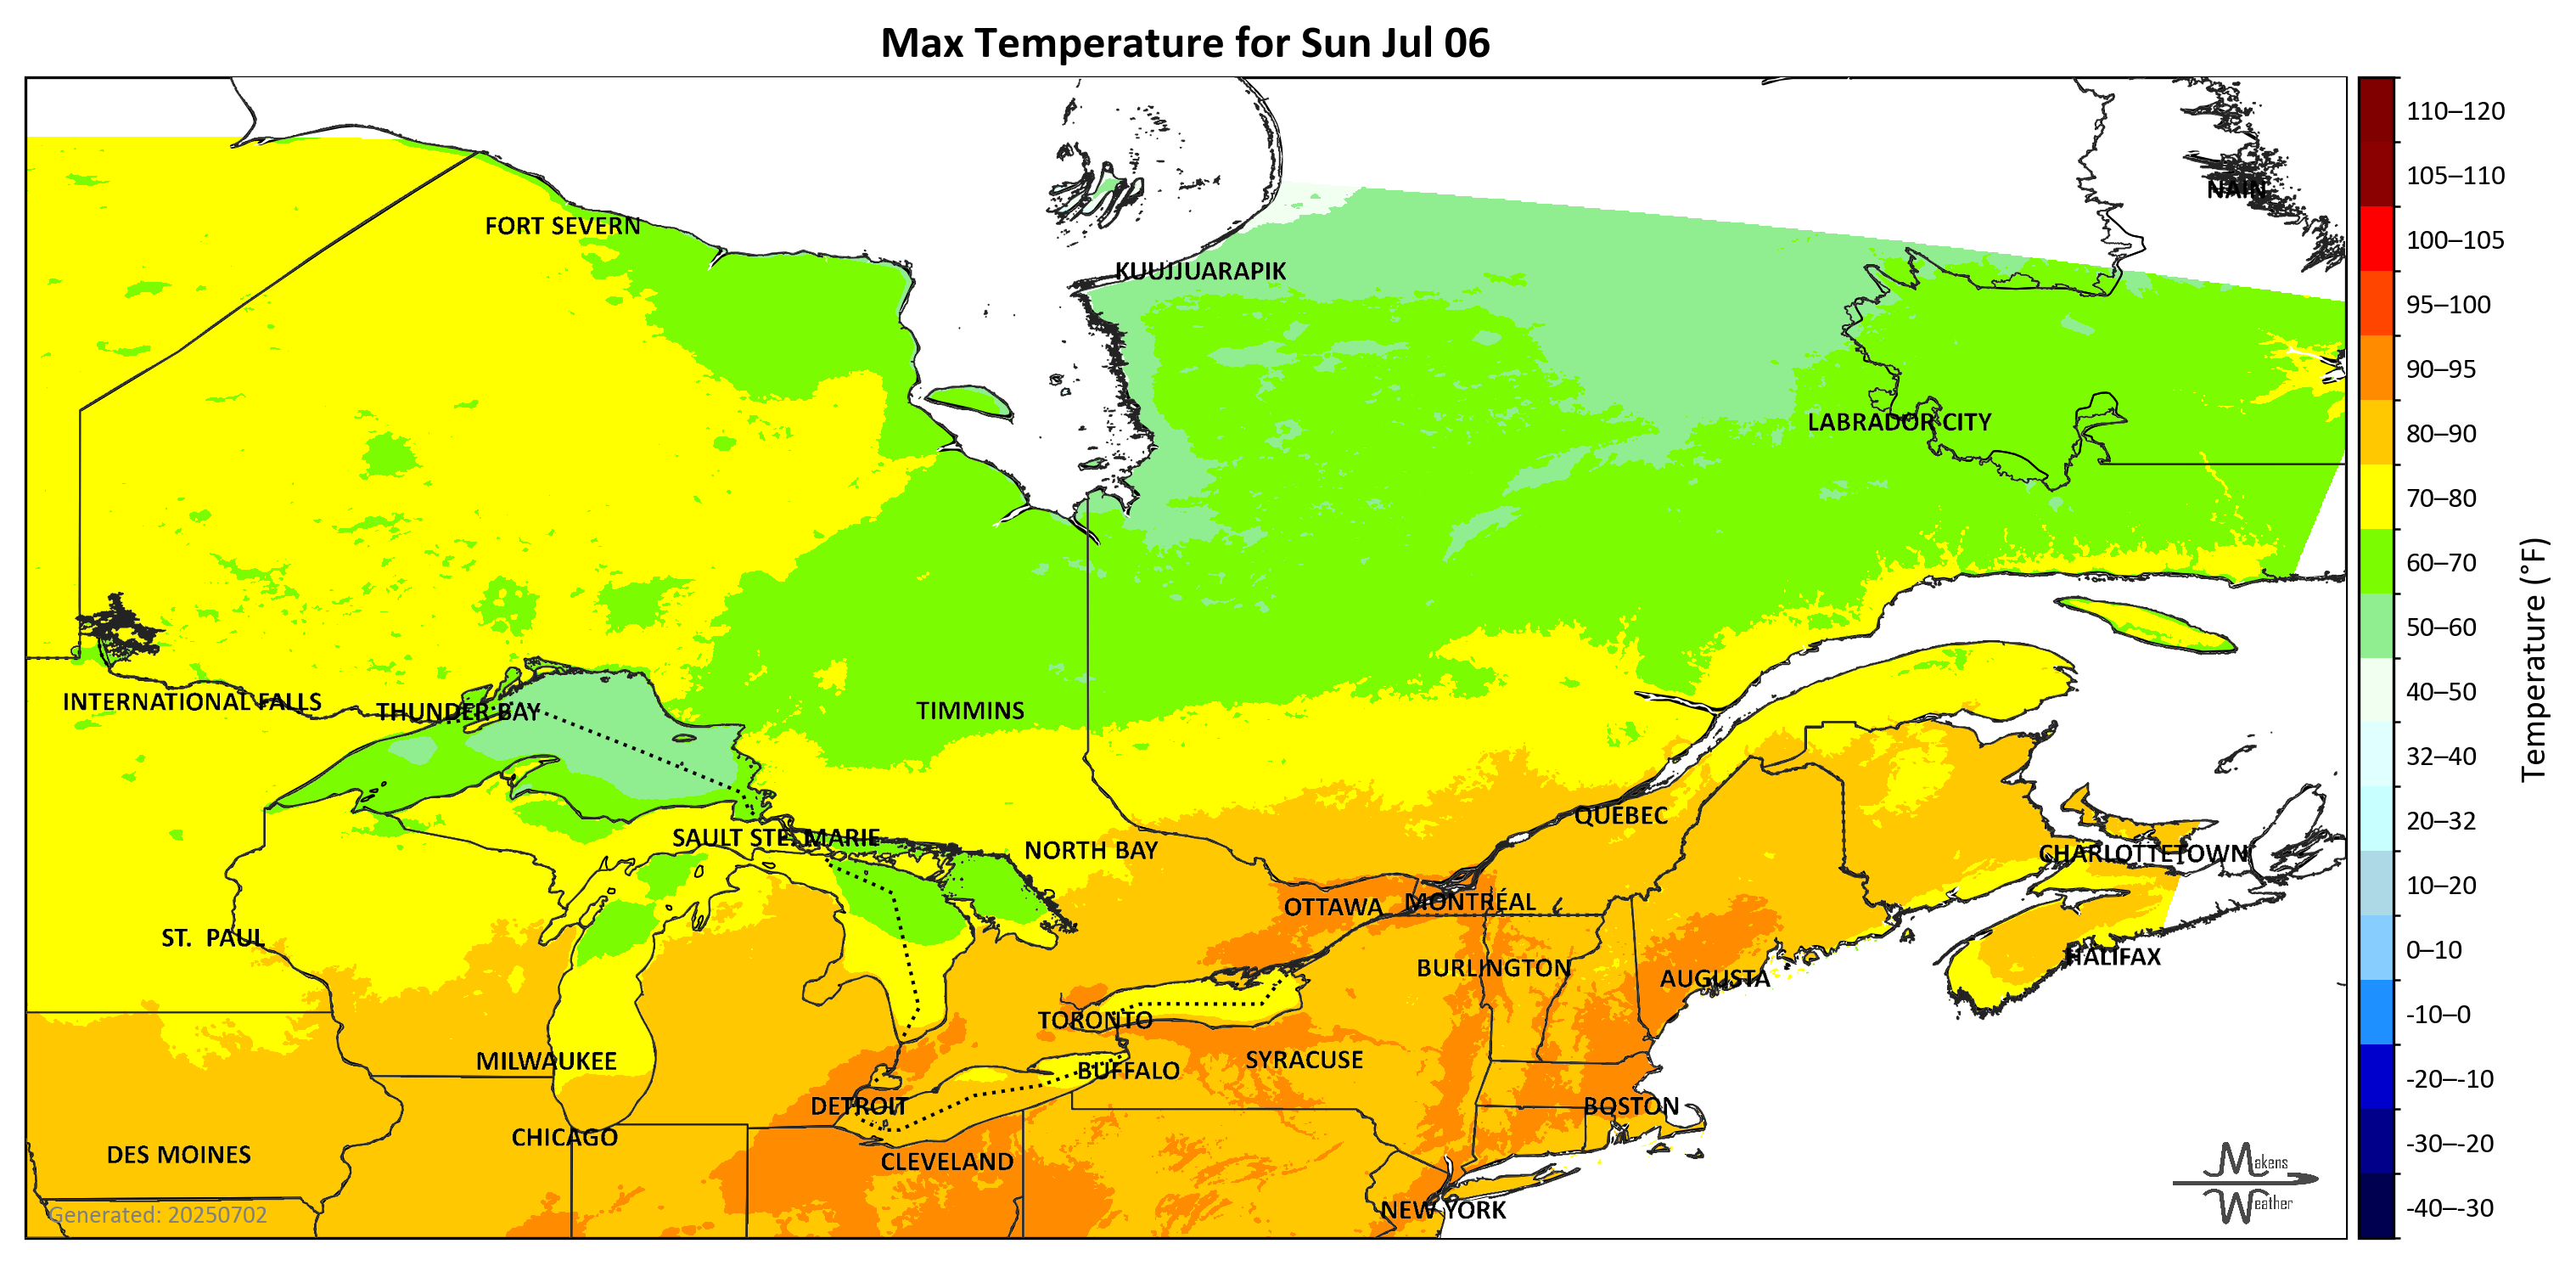 Max Temperature for Sun Jul 06
110–120
105–110
NAIN
FORT SEVERN
100–105
KUUJJUARAPIK
95–100
90–95
LABRADOR CITY
80–90
70–80
60–70
50–60
Temperature (°F)
40–50
INTERNATIONAL FALLS
THUNDER BAY
TIMMINS
32–40
QUÉBEC
20–32
SAULT STE. MARIE
NORTH BAY
CHARLOTTETOWN
10–20
OTTAWA
MONTRÉAL
ST. PAUL
BURLINGTON
HALIFAX
0–10
AUGUSTA
TORONTO
-10–0
MILWAUKEE
SYRACUSE
BUFFALO
-20–-10
DETROIT
BOSTON
CHICAGO
-30–-20
DES MOINES
CLEVELAND
Makens
Weather
NEW YORK
-40–-30
Generated: 20250702